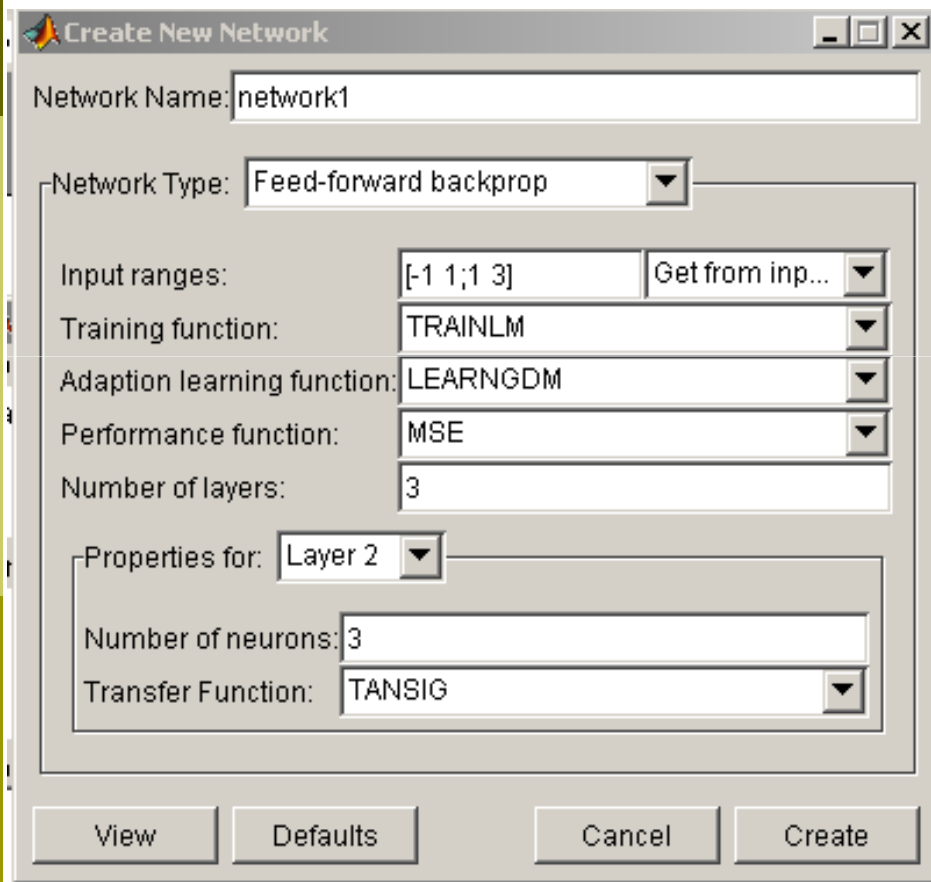 Create New Network
Network Name: network1
Network Type: Feed-forward backprop
Input ranges: [-1 1;1 3] Get from inp...
Training function: TRAINLM
Adaption learning function: LEARNGDM
Performance function: MSE
Number of layers: 3
Properties for: Layer 2
Number of neurons: 3
Transfer Function: TANSIG
View Defaults Cancel Create